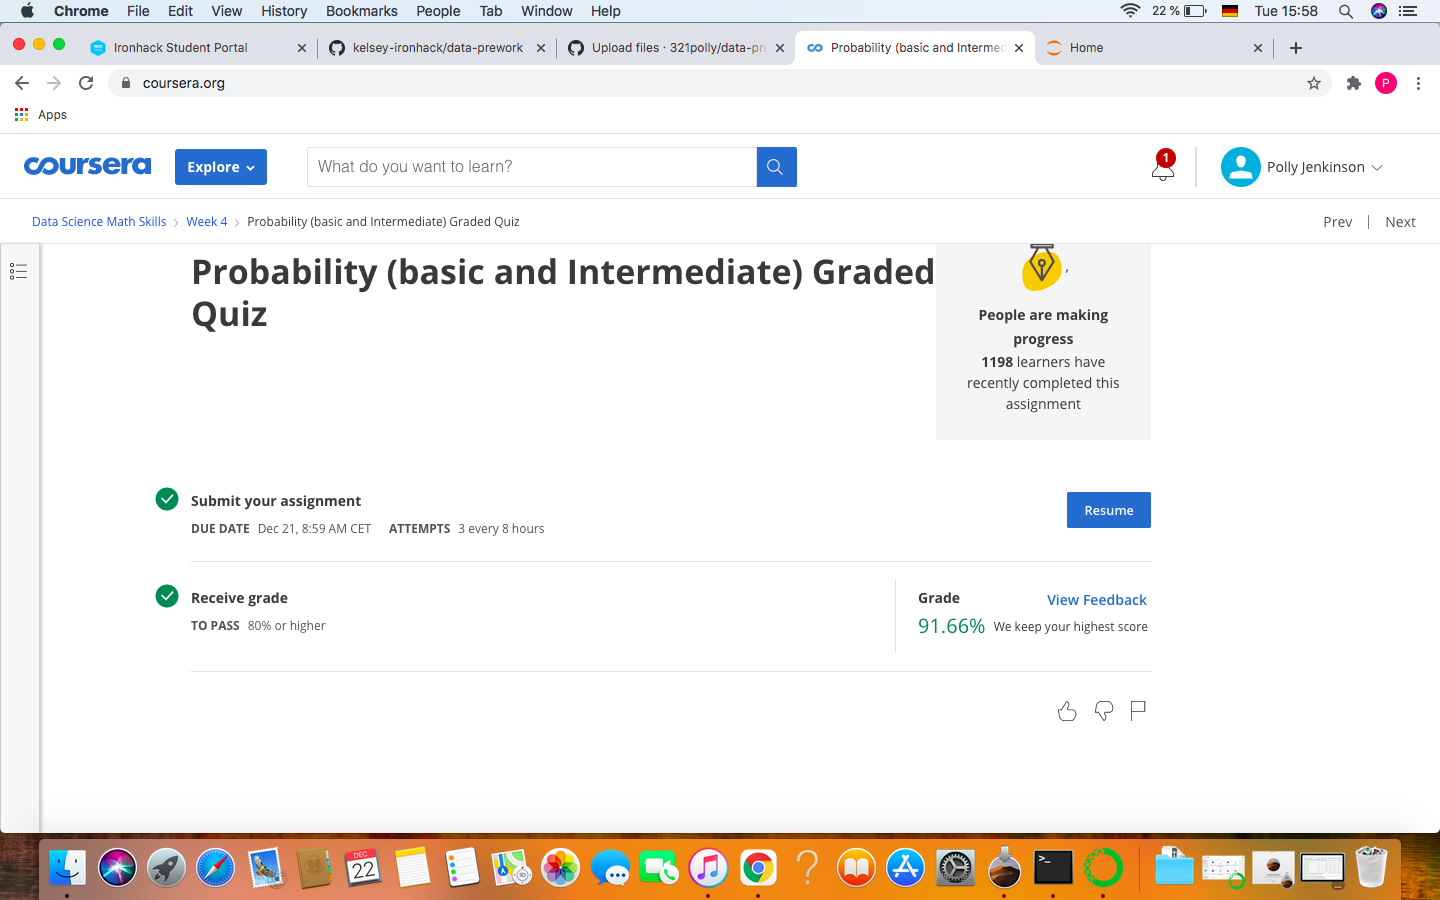 Chrome File Edit View History Bookmarks People Tab Window Help 22 % Tue 15:58
Ironhack Student Portal kelsey-ironhack/data-prework Upload files · 321polly/data-pre Probability (basic and Intermed Home
coursera.org P
Apps
coursera Explore What do you want to learn? 1 Polly Jenkinson
Data Science Math Skills Week 4 Probability (basic and Intermediate) Graded Quiz Prev Next
Probability (basic and Intermediate) Graded
Quiz
,
People are making
progress
1198 learners have
recently completed this
assignment
Submit your assignment
Resume
DUE DATE Dec 21, 8:59 AM CET ATTEMPTS 3 every 8 hours
Receive grade
TO PASS 80% or higher
Grade View Feedback
91.66% We keep your highest score
DEC
22